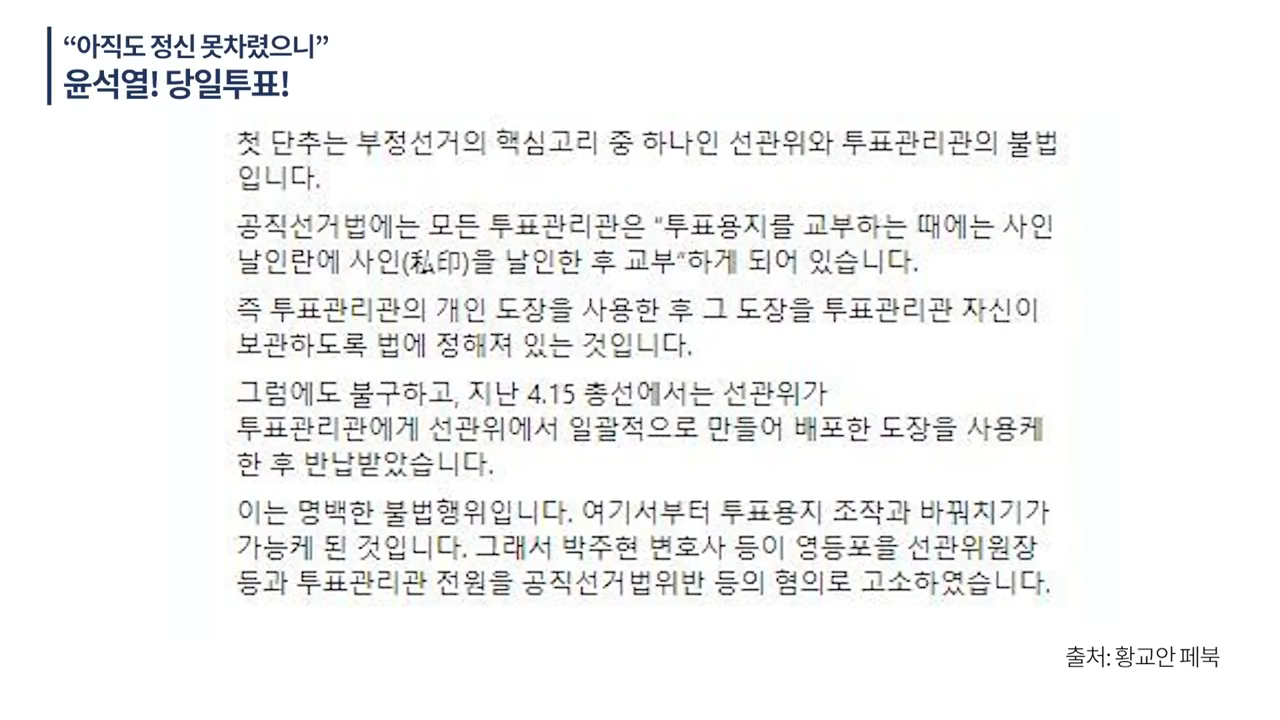 “아직도 정신 못차렸으니”
윤석열! 당일투표!
첫 단추는 부정선거의 핵심고리 중 하나인 선관위와 투표관리관의 불법
입니다.
공직선거법에는 모든 투표관리관은 "투표용지를 교부하는 때에는 사인
날인란에 사인(私印)을 날인한 후 교부"하게 되어 있습니다.
즉 투표관리관의 개인 도장을 사용한 후 그 도장을 투표관리관 자신이
보관하도록 법에 정해져 있는 것입니다.
그럼에도 불구하고, 지난 4.15 총선에서는 선관위가
투표관리관에게 선관위에서 일괄적으로 만들어 배포한 도장을 사용케
한 후 반납받았습니다.
이는 명백한 불법행위입니다. 여기서부터 투표용지 조작과 바꿔치기가
가능케 된 것입니다. 그래서 박주현 변호사 등이 영등포을 선관위원장
등과 투표관리관 전원을 공직선거법위반 등의 혐의로 고소하였습니다.
출처: 황교안 페북